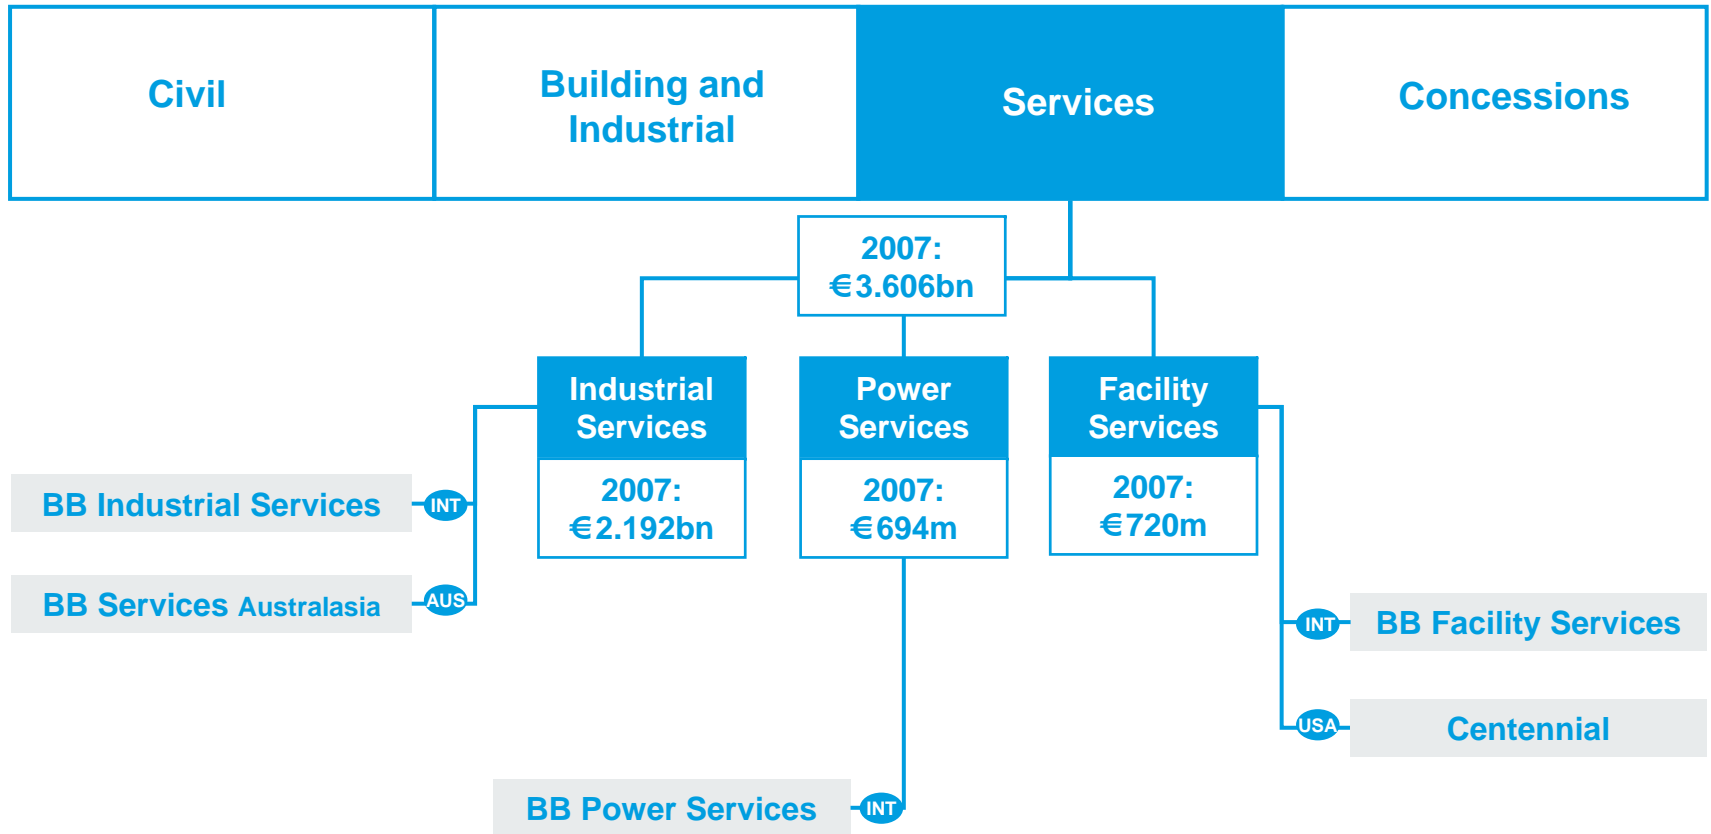 Civil
Building and
Industrial
Services
Concessions
2007:
€3.606bn
Industrial
Services
2007:
€2.192bn
Power
Services
2007:
€694m
Facility
Services
2007:
€720m
BB Industrial Services
INT
BB Services Australasia
AUS
INT
BB Facility Services
USA
Centennial
BB Power Services
INT